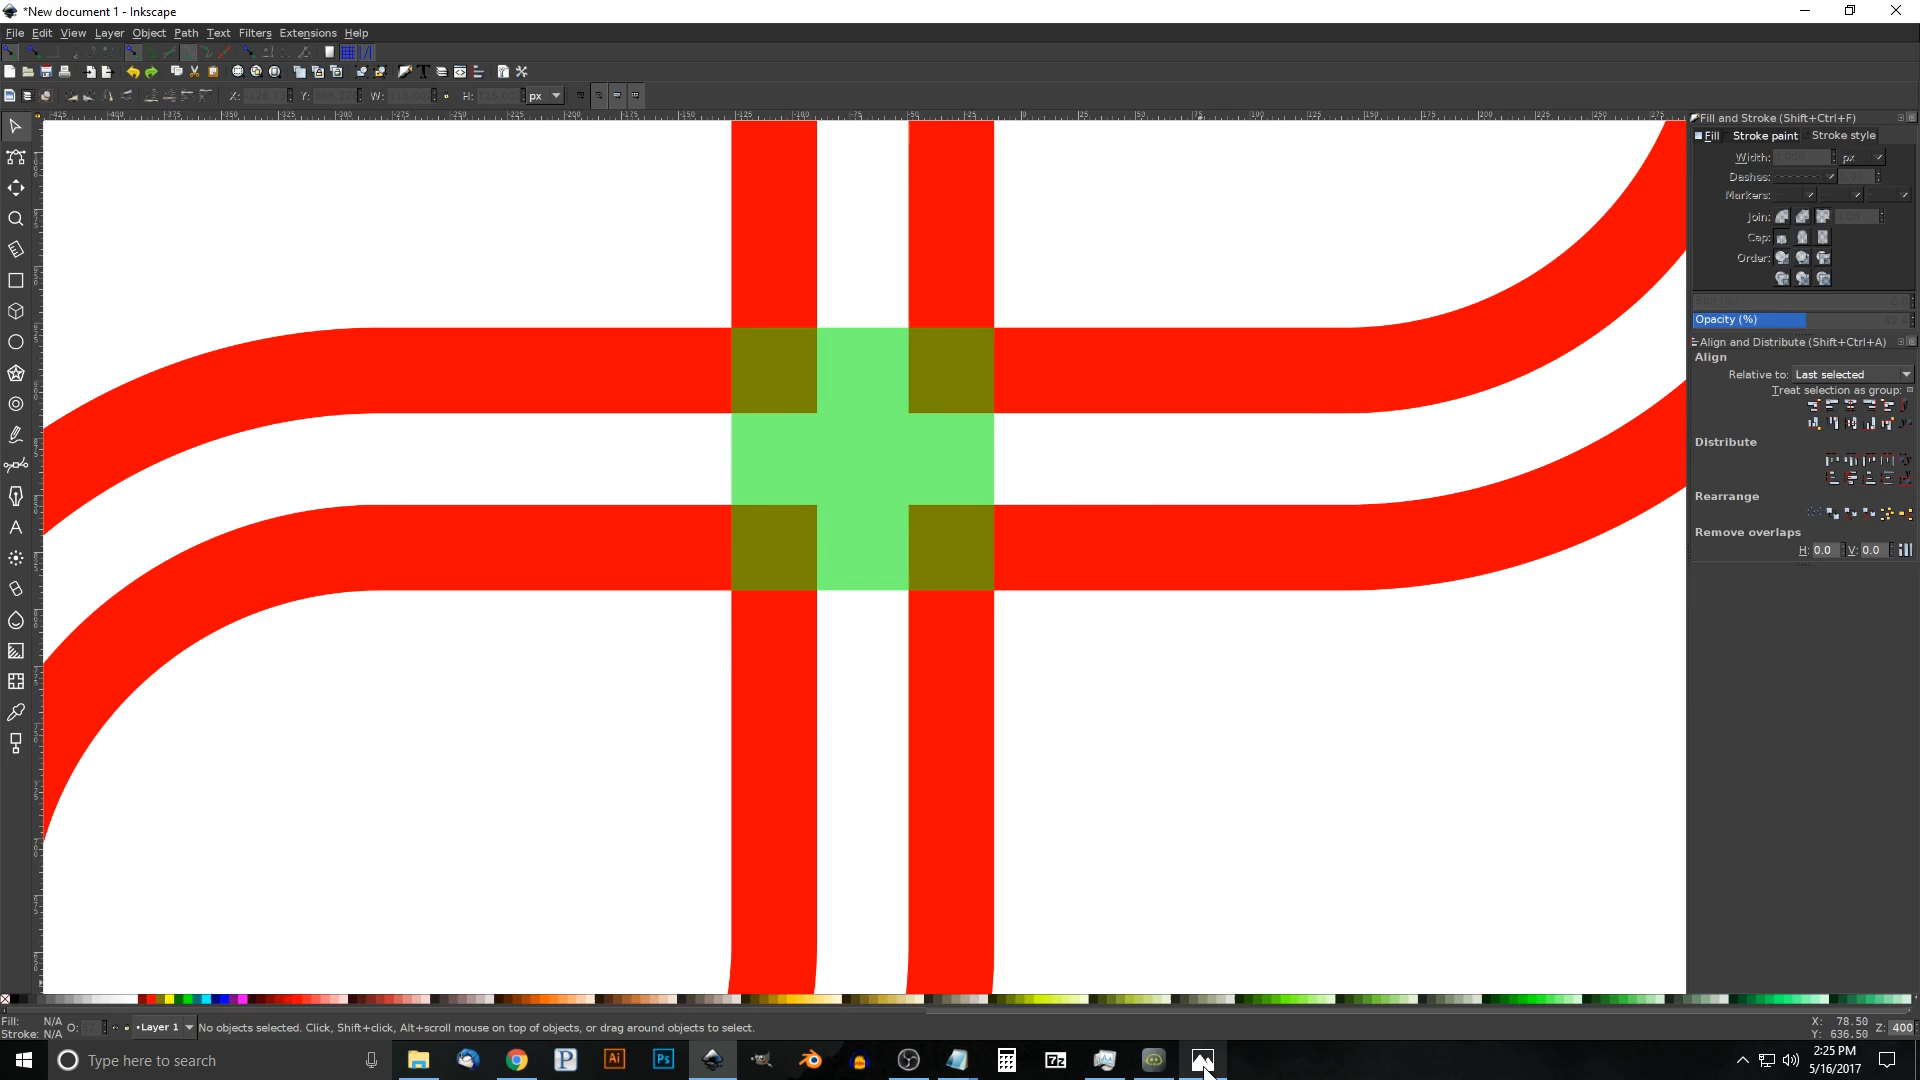 *New document 1 - Inkscape
File Edit View Layer Object Path Text Filters Extensions Help
X: Y: W: H: px
Fill and Stroke (Shift+Ctrl+F)
Fill Stroke paint Stroke style
Width: px
Dashes:
Markers:
Join:
Cap:
Order:
Opacity (%)
Align and Distribute (Shift+Ctrl+A)
Align
Relative to: Last selected
Treat selection as group:
Distribute
Rearrange
Remove overlaps
H: 0.0 V: 0.0
Fill: N/A
Stroke: N/A
O:
•Layer 1
No objects selected. Click, Shift+click, Alt+scroll mouse on top of objects, or drag around objects to select.
X: 78.50
Y: 636.50
Z: 400
Type here to search
Ai
Ps
7z
2:25 PM
5/16/2017